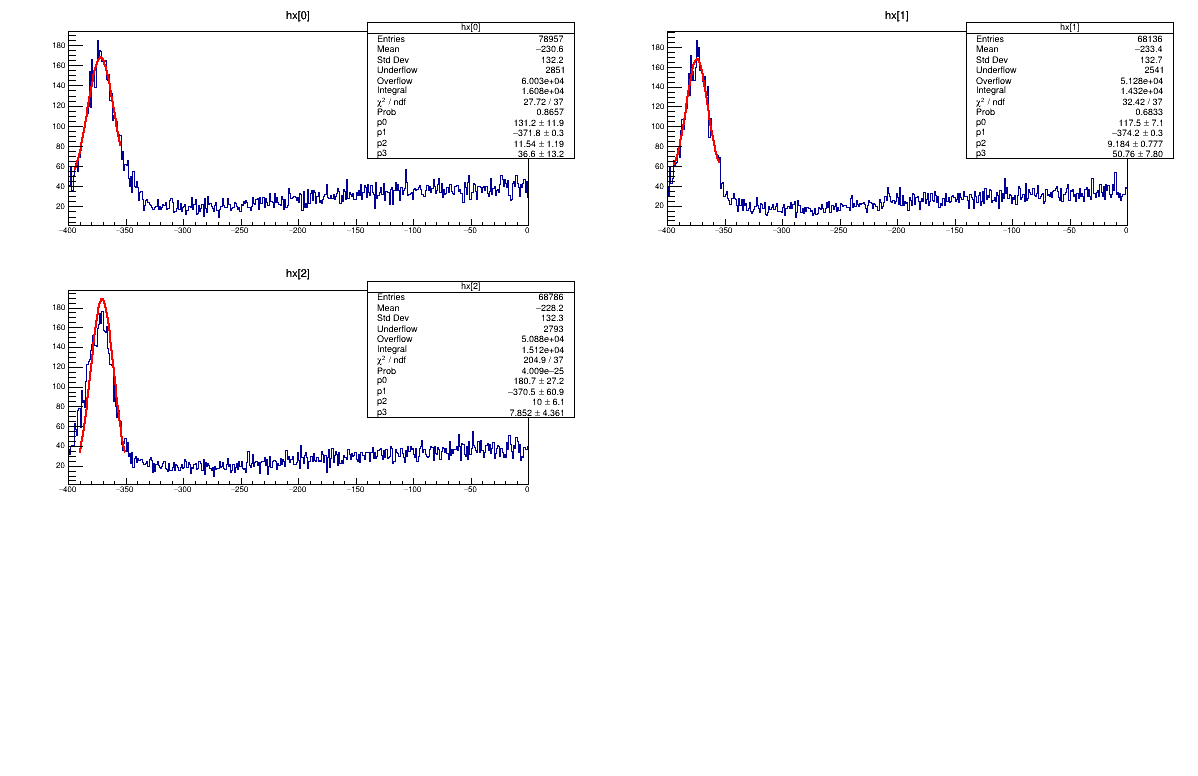 hx[0]
hx[0]
Entries 78957
Mean −230.6
Std Dev 132.2
Underflow 2851
Overflow 6.003e+04
Integral 1.608e+04
χ² / ndf 27.72 / 37
Prob 0.8657
p0 131.2 ± 11.9
p1 −371.8 ± 0.3
p2 11.54 ± 1.19
p3 36.6 ± 13.2
180
160
140
120
100
80
60
40
20
−400 −350 −300 −250 −200 −150 −100 −50 0
hx[1]
hx[1]
Entries 68136
Mean −233.4
Std Dev 132.7
Underflow 2541
Overflow 5.128e+04
Integral 1.432e+04
χ² / ndf 32.42 / 37
Prob 0.6833
p0 117.5 ± 7.1
p1 −374.2 ± 0.3
p2 9.184 ± 0.777
p3 50.76 ± 7.80
180
160
140
120
100
80
60
40
20
−400 −350 −300 −250 −200 −150 −100 −50 0
hx[2]
hx[2]
Entries 68786
Mean −228.2
Std Dev 132.3
Underflow 2793
Overflow 5.088e+04
Integral 1.512e+04
χ² / ndf 204.9 / 37
Prob 4.009e−25
p0 180.7 ± 27.2
p1 −370.5 ± 60.9
p2 10 ± 6.1
p3 7.852 ± 4.361
180
160
140
120
100
80
60
40
20
−400 −350 −300 −250 −200 −150 −100 −50 0